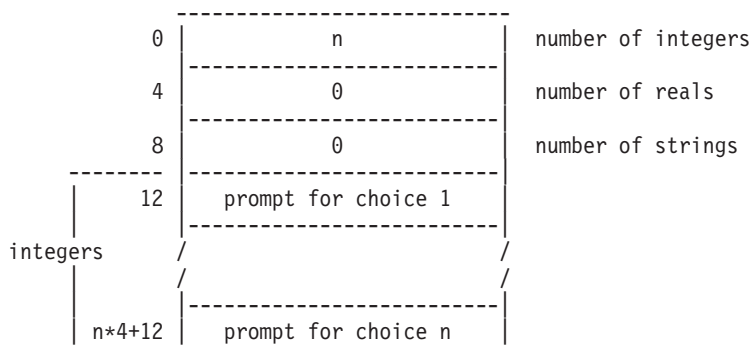 0 n number of integers
4 0 number of reals
8 0 number of strings
12 prompt for choice 1
integers
n*4+12 prompt for choice n